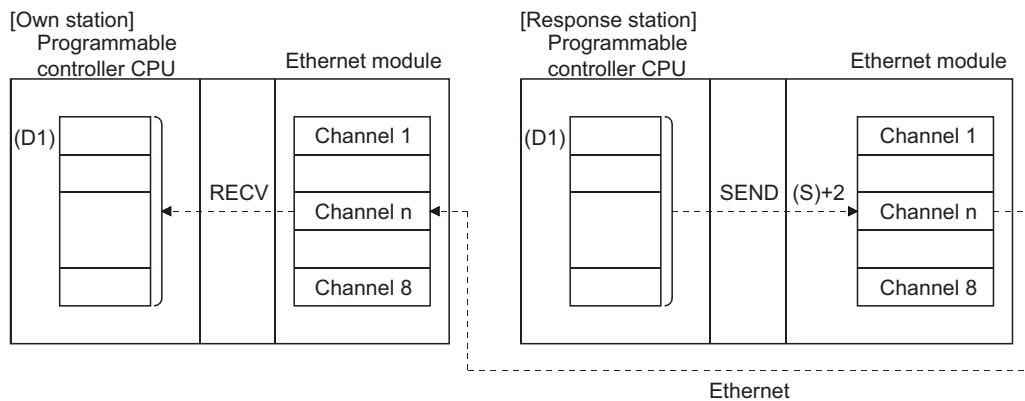 [Own station]
Programmable
controller CPU
Ethernet module
(D1)
RECV
Channel 1
Channel n
Channel 8
[Response station]
Programmable
controller CPU
Ethernet module
(D1)
SEND
(S)+2
Channel 1
Channel n
Channel 8
Ethernet